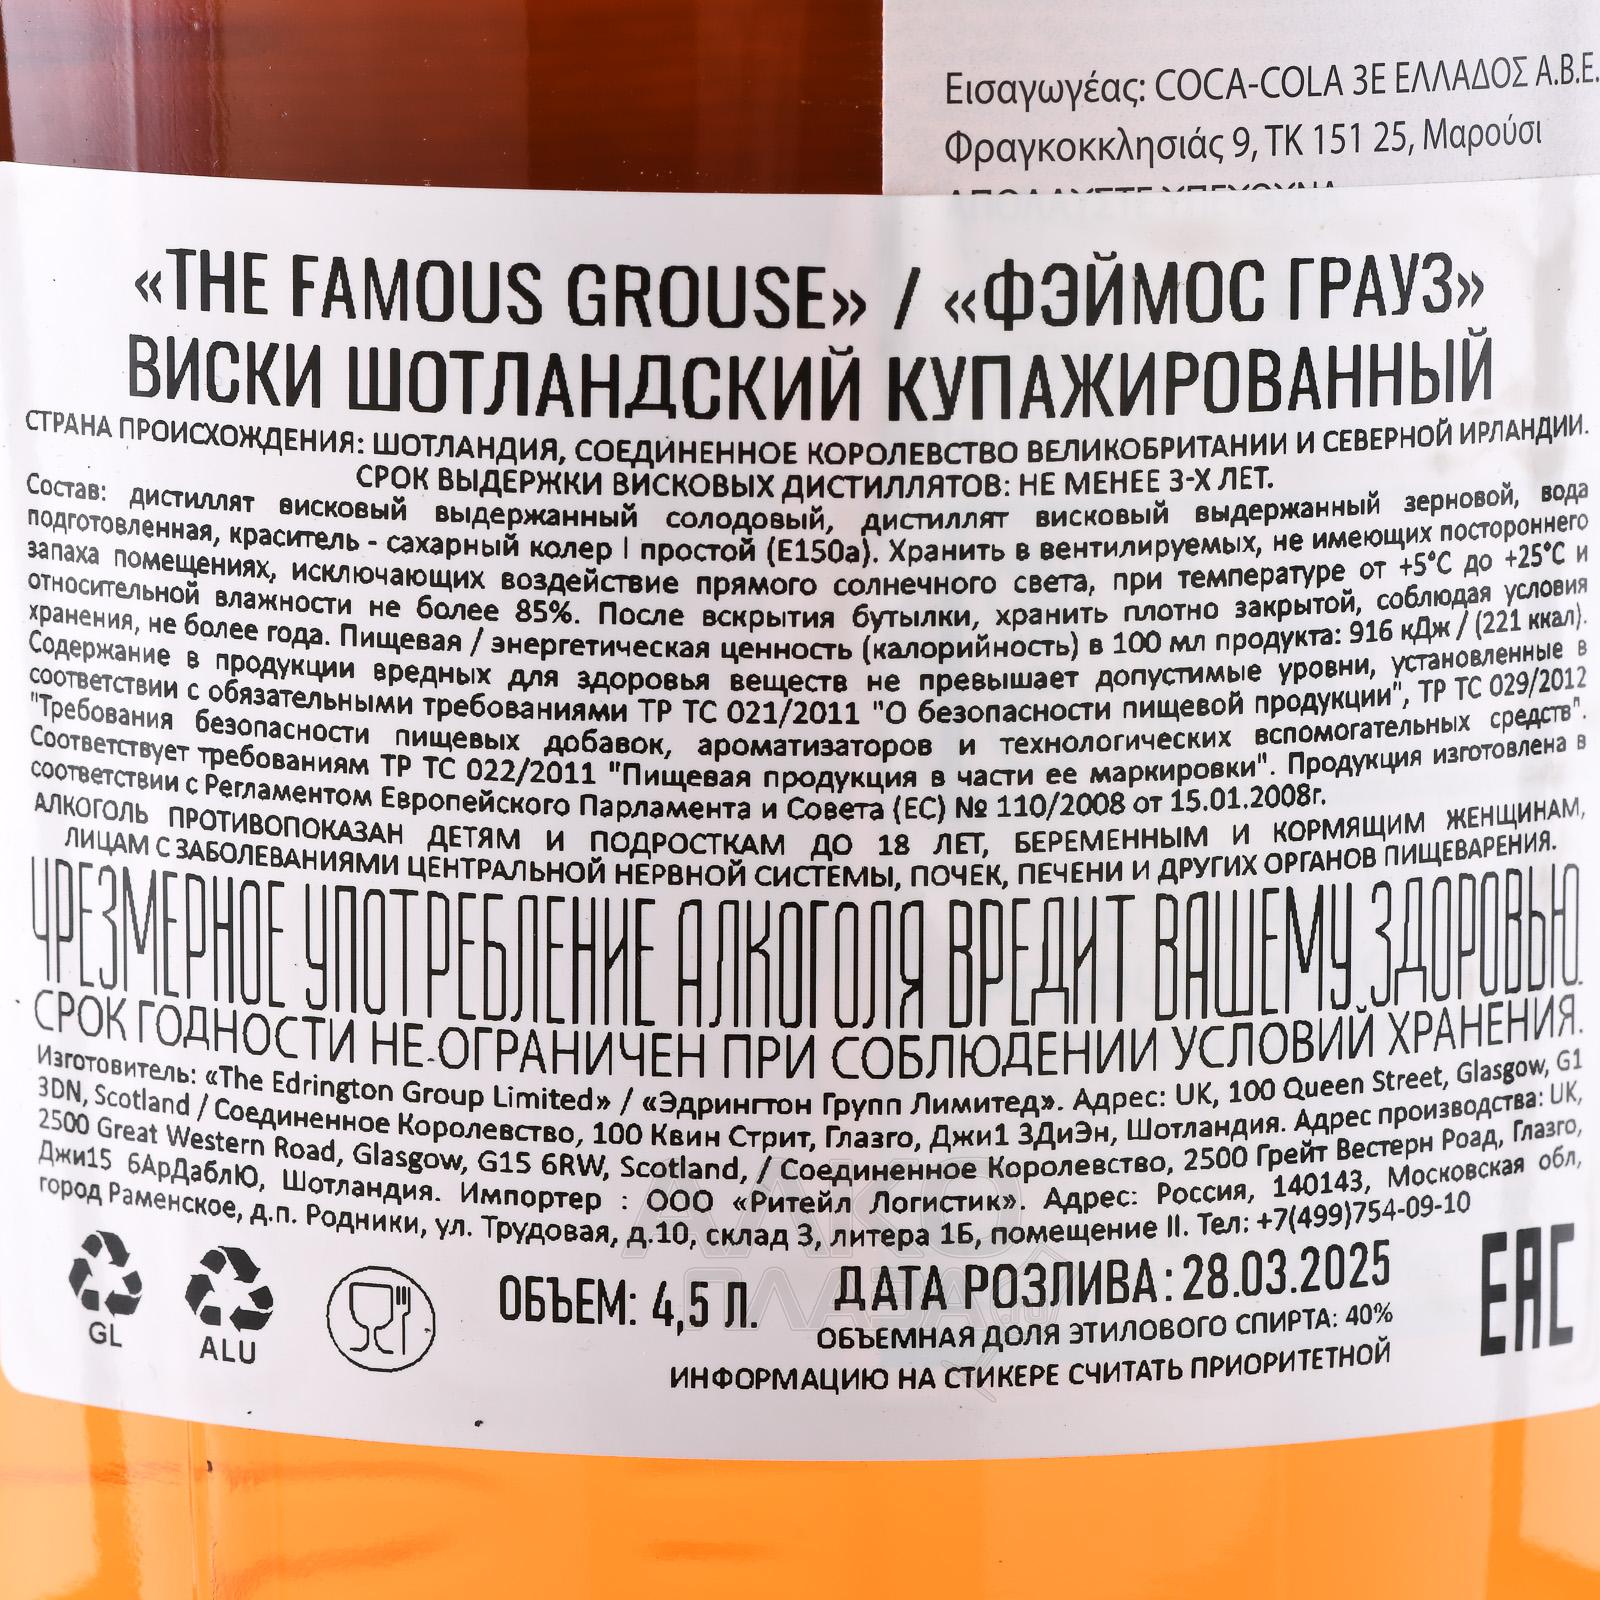 Εισαγωγέας: COCA-COLA 3E ΕΛΛΑΔΟΣ Α.Β.Ε.
Φραγκοκκλησιάς 9, ΤΚ 151 25, Μαρούσι
ΑΠΟΛΑΥΣΤΕ ΥΠΕΥΘΥΝΑ
«THE FAMOUS GROUSE» / «ФЭЙМОС ГРАУЗ»
ВИСКИ ШОТЛАНДСКИЙ КУПАЖИРОВАННЫЙ
СТРАНА ПРОИСХОЖДЕНИЯ: ШОТЛАНДИЯ, СОЕДИНЕННОЕ КОРОЛЕВСТВО ВЕЛИКОБРИТАНИИ И СЕВЕРНОЙ ИРЛАНДИИ.
СРОК ВЫДЕРЖКИ ВИСКОВЫХ ДИСТИЛЛЯТОВ: НЕ МЕНЕЕ 3-Х ЛЕТ.
Состав: дистиллят висковый выдержанный солодовый, дистиллят висковый выдержанный зерновой, вода
подготовленная, краситель - сахарный колер I простой (Е150а). Хранить в вентилируемых, не имеющих постороннего
запаха помещениях, исключающих воздействие прямого солнечного света, при температуре от +5°С до +25°С и
относительной влажности не более 85%. После вскрытия бутылки, хранить плотно закрытой, соблюдая условия
хранения, не более года. Пищевая / энергетическая ценность (калорийность) в 100 мл продукта: 916 кДж / (221 ккал).
Содержание в продукции вредных для здоровья веществ не превышает допустимые уровни, установленные в
соответствии с обязательными требованиями ТР ТС 021/2011 "О безопасности пищевой продукции", ТР ТС 029/2012
"Требования безопасности пищевых добавок, ароматизаторов и технологических вспомогательных средств".
Соответствует требованиям ТР ТС 022/2011 "Пищевая продукция в части ее маркировки". Продукция изготовлена в
соответствии с Регламентом Европейского Парламента и Совета (ЕС) № 110/2008 от 15.01.2008г.
АЛКОГОЛЬ ПРОТИВОПОКАЗАН ДЕТЯМ И ПОДРОСТКАМ ДО 18 ЛЕТ, БЕРЕМЕННЫМ И КОРМЯЩИМ ЖЕНЩИНАМ,
ЛИЦАМ С ЗАБОЛЕВАНИЯМИ ЦЕНТРАЛЬНОЙ НЕРВНОЙ СИСТЕМЫ, ПОЧЕК, ПЕЧЕНИ И ДРУГИХ ОРГАНОВ ПИЩЕВАРЕНИЯ.
ЧРЕЗМЕРНОЕ УПОТРЕБЛЕНИЕ АЛКОГОЛЯ ВРЕДИТ ВАШЕМУ ЗДОРОВЬЮ.
СРОК ГОДНОСТИ НЕ ОГРАНИЧЕН ПРИ СОБЛЮДЕНИИ УСЛОВИЙ ХРАНЕНИЯ.
Изготовитель: «The Edrington Group Limited» / «Эдрингтон Групп Лимитед». Адрес: UK, 100 Queen Street, Glasgow, G1
3DN, Scotland / Соединенное Королевство, 100 Квин Стрит, Глазго, Джи1 3ДиЭн, Шотландия. Адрес производства: UK,
2500 Great Western Road, Glasgow, G15 6RW, Scotland, / Соединенное Королевство, 2500 Грейт Вестерн Роад, Глазго,
Джи15 6АрДаблЮ, Шотландия. Импортер : ООО «Ритейл Логистик». Адрес: Россия, 140143, Московская обл,
город Раменское, д.п. Родники, ул. Трудовая, д.10, склад 3, литера 1Б, помещение II. Тел: +7(499)754-09-10
GL
ALU
ОБЪЕМ: 4,5 Л.
ДАТА РОЗЛИВА: 28.03.2025
ОБЪЕМНАЯ ДОЛЯ ЭТИЛОВОГО СПИРТА: 40%
ИНФОРМАЦИЮ НА СТИКЕРЕ СЧИТАТЬ ПРИОРИТЕТНОЙ
EAC
АЛКО
ПЛАЗА.ru